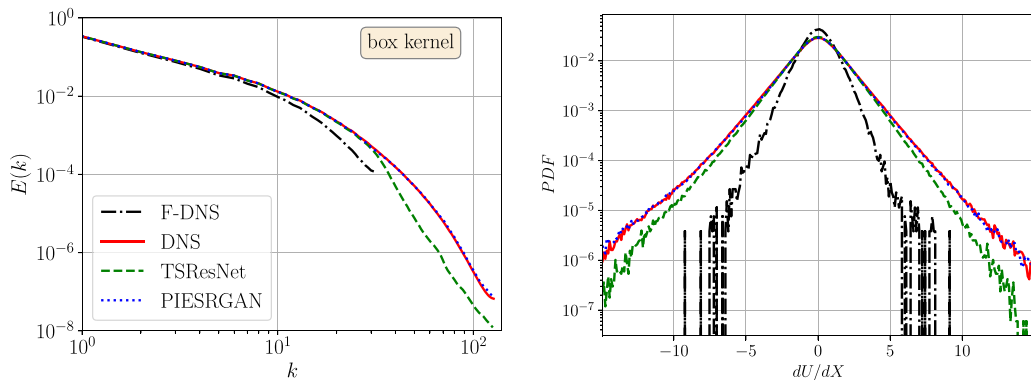 10^0
10^{-2}
10^{-4}
10^{-6}
10^{-8}
E(k)
box kernel
F-DNS
DNS
TSResNet
PIESRGAN
10^0 10^1 10^2
k
10^{-2}
10^{-3}
10^{-4}
10^{-5}
10^{-6}
10^{-7}
PDF
−10 −5 0 5 10
dU/dX